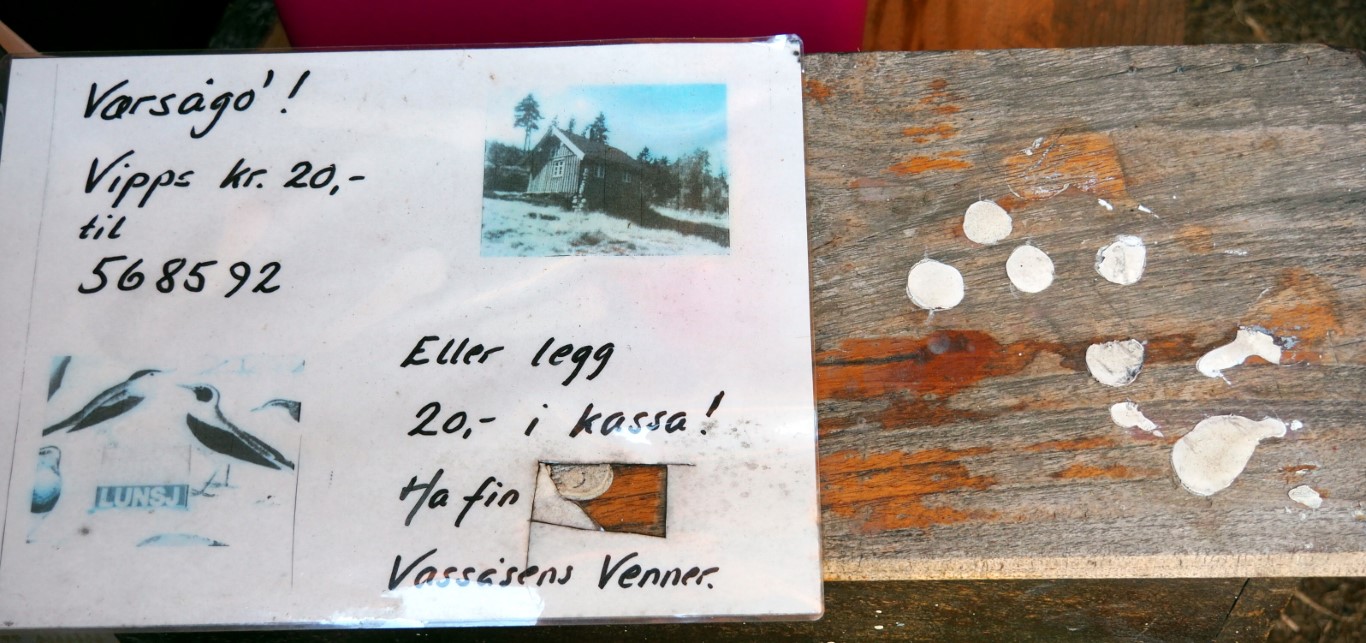 Værsågo'!
Vipps kr. 20,-
til
568592
Eller legg
20,- i kassa!
Ha fin
Vassåsens Venner.
LUNSJ